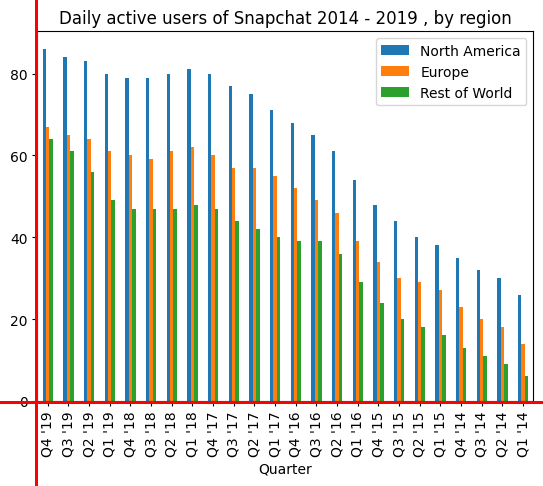 Daily active users of Snapchat 2014 - 2019 , by region
North America
Europe
Rest of World
80
60
40
20
0
Q4 '19
Q3 '19
Q2 '19
Q1 '19
Q4 '18
Q3 '18
Q2 '18
Q1 '18
Q4 '17
Q3 '17
Q2 '17
Q1 '17
Q4 '16
Q3 '16
Q2 '16
Q1 '16
Q4 '15
Q3 '15
Q2 '15
Q1 '15
Q4 '14
Q3 '14
Q2 '14
Q1 '14
Quarter